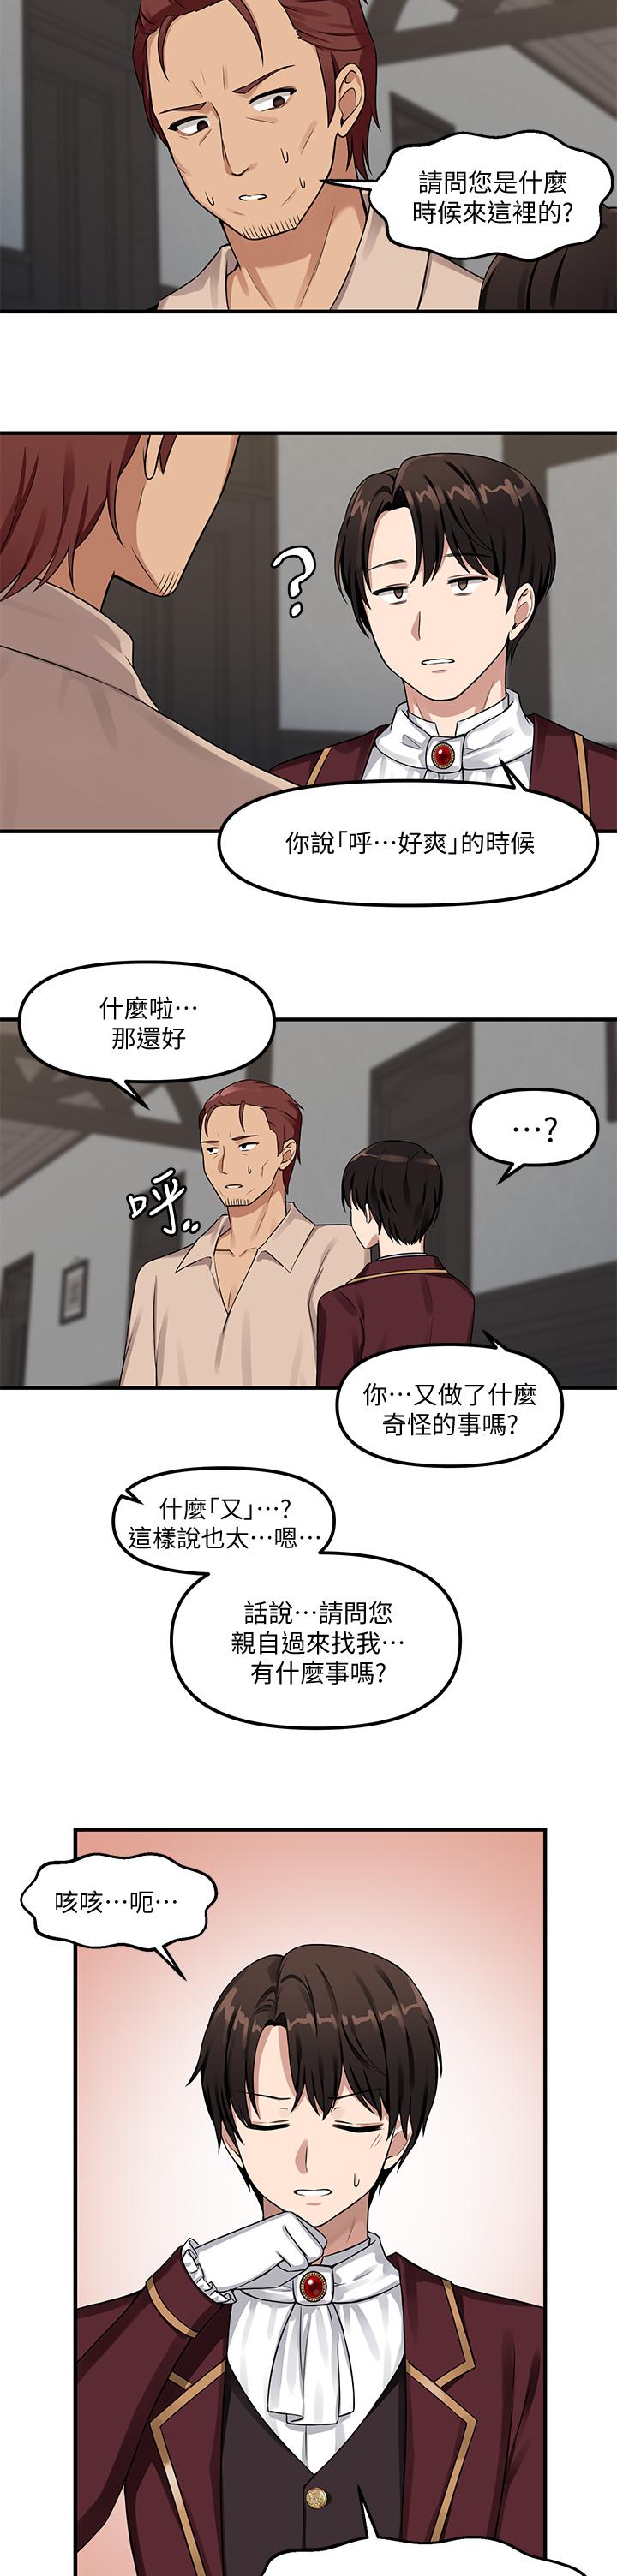 請問您是什麼
時候來這裡的?
?
你說「呼…好爽」的時候
什麼啦…
那還好
…?
呼…
你…又做了什麼
奇怪的事嗎?
什麼「又」…?
這樣說也太…嗯…
話說…請問您
親自過來找我…
有什麼事嗎?
咳咳…呃…